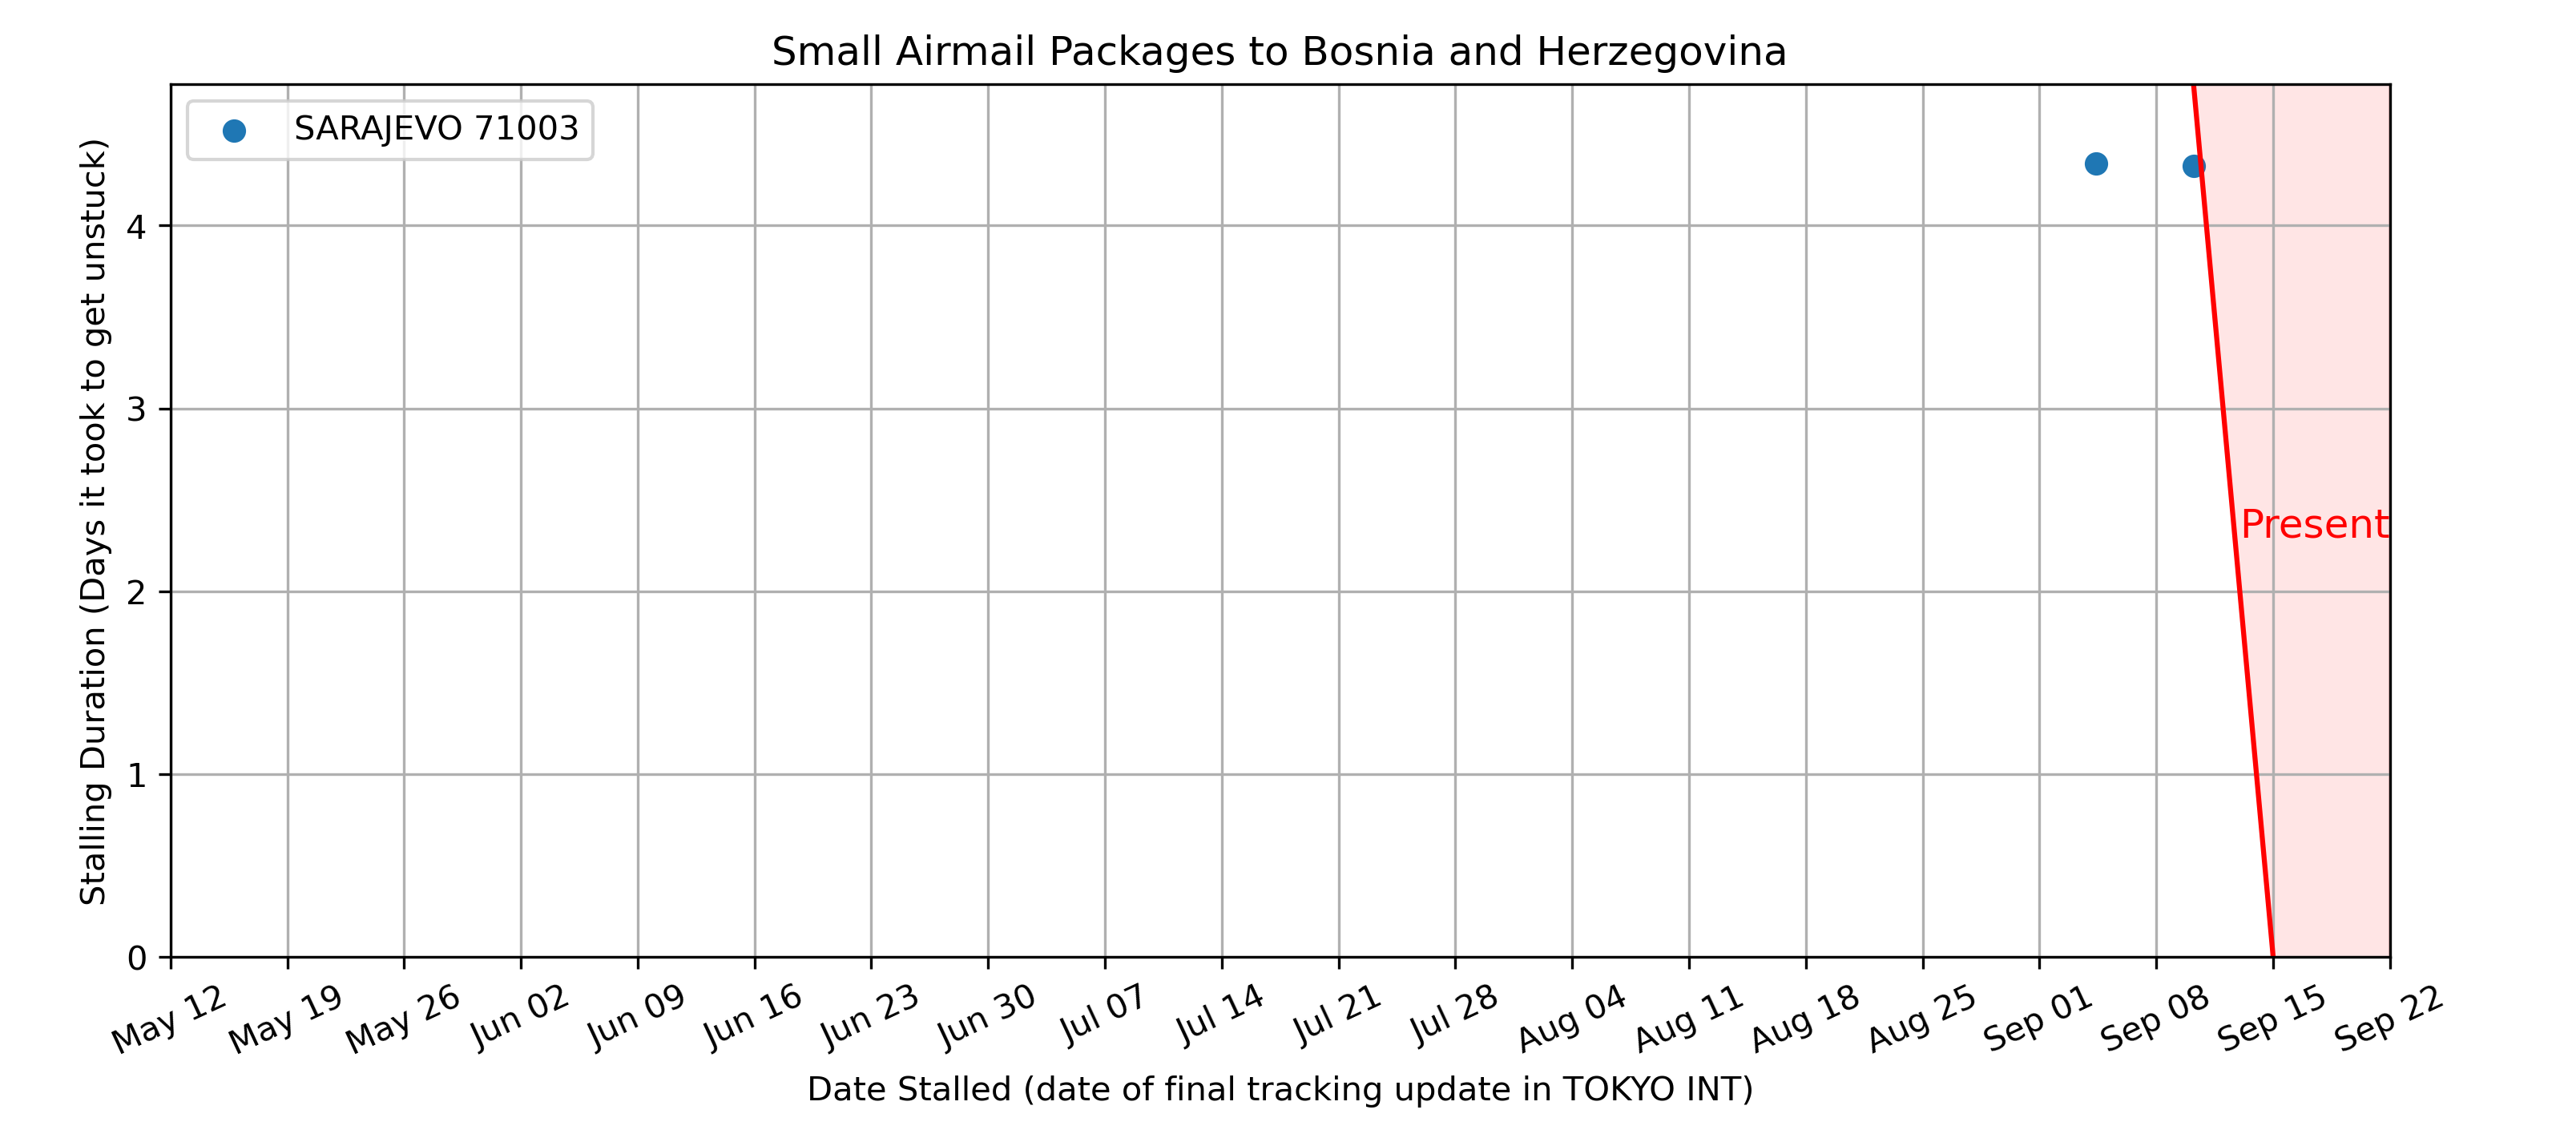 Small Airmail Packages to Bosnia and Herzegovina
SARAJEVO 71003
Stalling Duration (Days it took to get unstuck)
4
3
2
1
0
Present
May 12
May 19
May 26
Jun 02
Jun 09
Jun 16
Jun 23
Jun 30
Jul 07
Jul 14
Jul 21
Jul 28
Aug 04
Aug 11
Aug 18
Aug 25
Sep 01
Sep 08
Sep 15
Sep 22
Date Stalled (date of final tracking update in TOKYO INT)